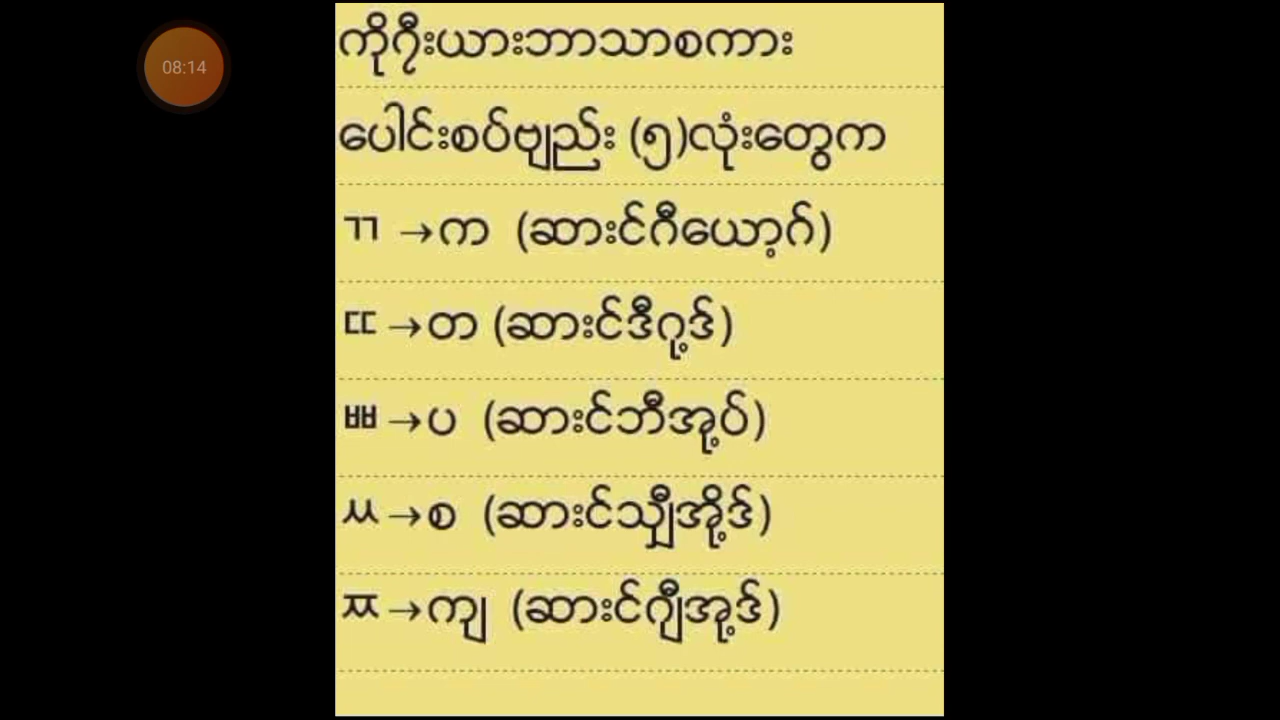 08:14
ကိုဂီးယားဘာသာစကား
ပေါင်းစပ်ဗျည်း (၅)လုံးတွေက
ㄲ →က (ဆားင်ဂီယော့ဂ်)
ㄸ→တ (ဆားင်ဒီဂု့ဒ်)
ㅃ→ပ (ဆားင်ဘီအု့ပ်)
ㅆ→စ (ဆားင်သျှီအို့ဒ်)
ㅉ→ကျ (ဆားင်ဂျီအု့ဒ်)